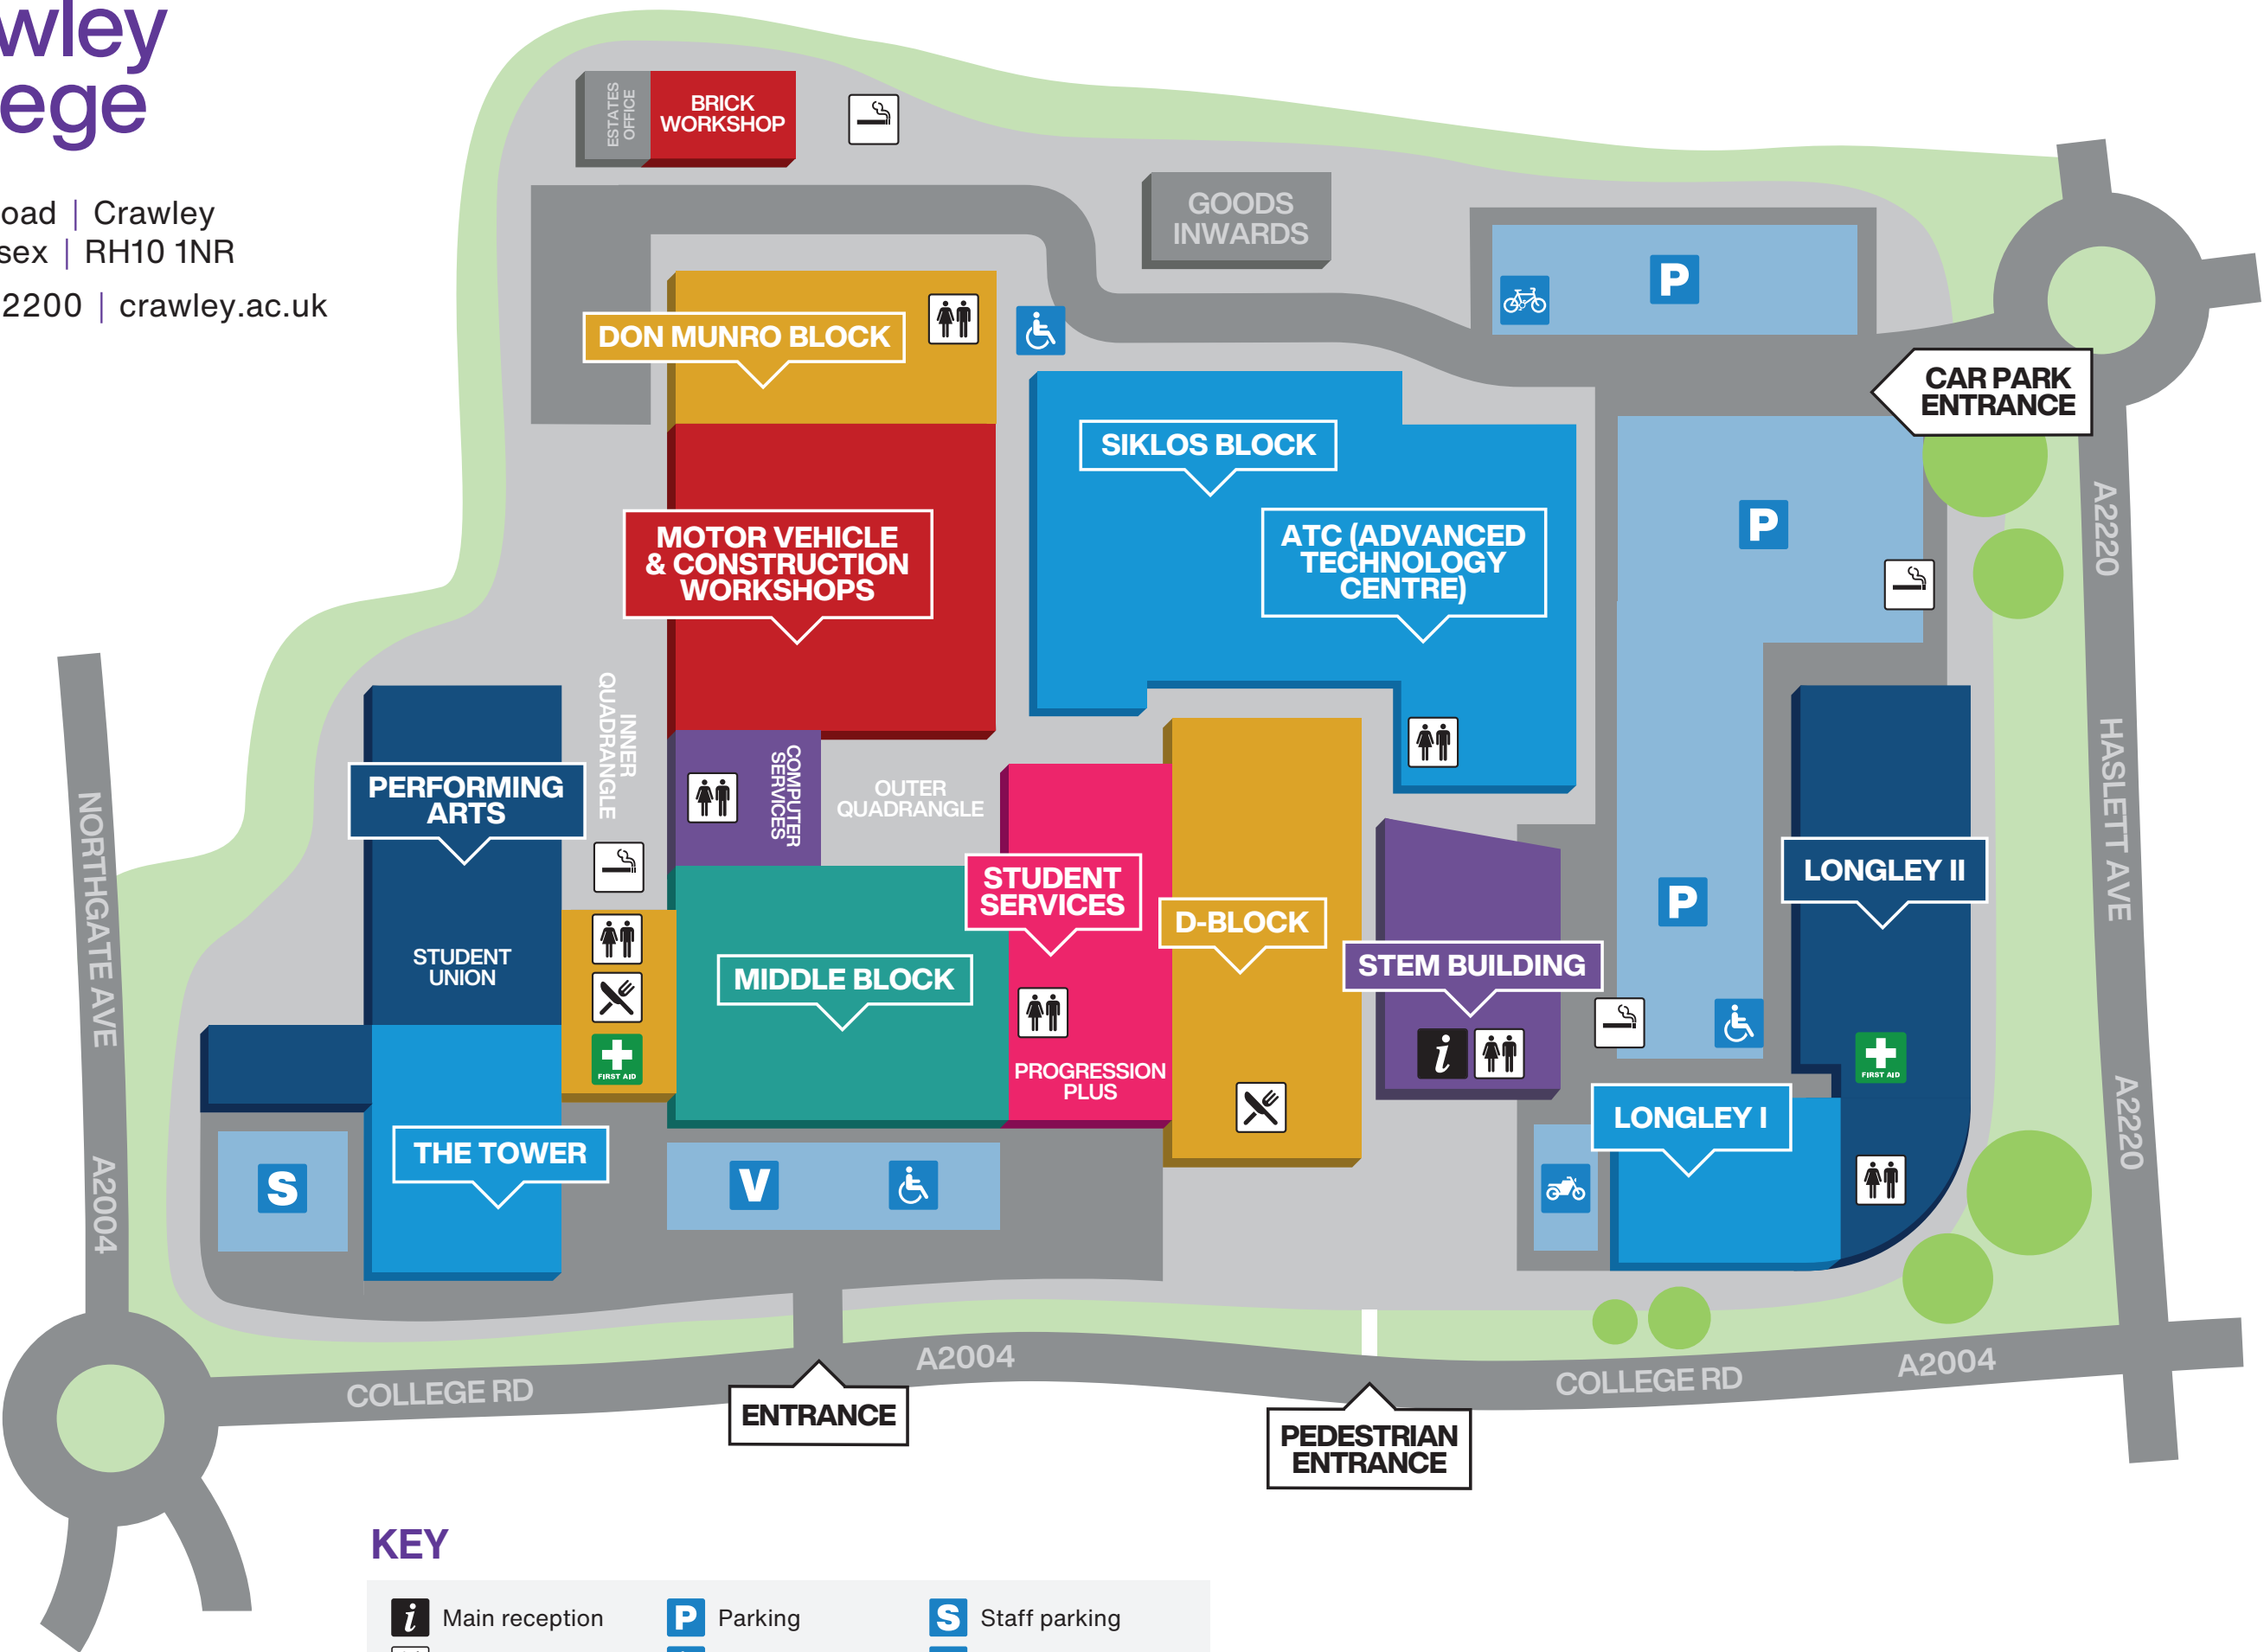 wley
ege
oad | Crawley
sex | RH10 1NR
2200 | crawley.ac.uk
ESTATES
OFFICE
BRICK
WORKSHOP
GOODS
INWARDS
P
DON MUNRO BLOCK
CAR PARK
ENTRANCE
SIKLOS BLOCK
MOTOR VEHICLE
& CONSTRUCTION
WORKSHOPS
ATC (ADVANCED
TECHNOLOGY
CENTRE)
P
A2220
INNER
QUADRANGLE
COMPUTER
SERVICES
OUTER
QUADRANGLE
PERFORMING
ARTS
NORTHGATE AVE
HASLETT AVE
STUDENT
SERVICES
D-BLOCK
P
LONGLEY II
STUDENT
UNION
MIDDLE BLOCK
STEM BUILDING
i
FIRST AID
PROGRESSION
PLUS
FIRST AID
LONGLEY I
THE TOWER
A2220
A2004
S
V
A2004
COLLEGE RD
COLLEGE RD
A2004
ENTRANCE
PEDESTRIAN
ENTRANCE
KEY
i Main reception
P Parking
S Staff parking